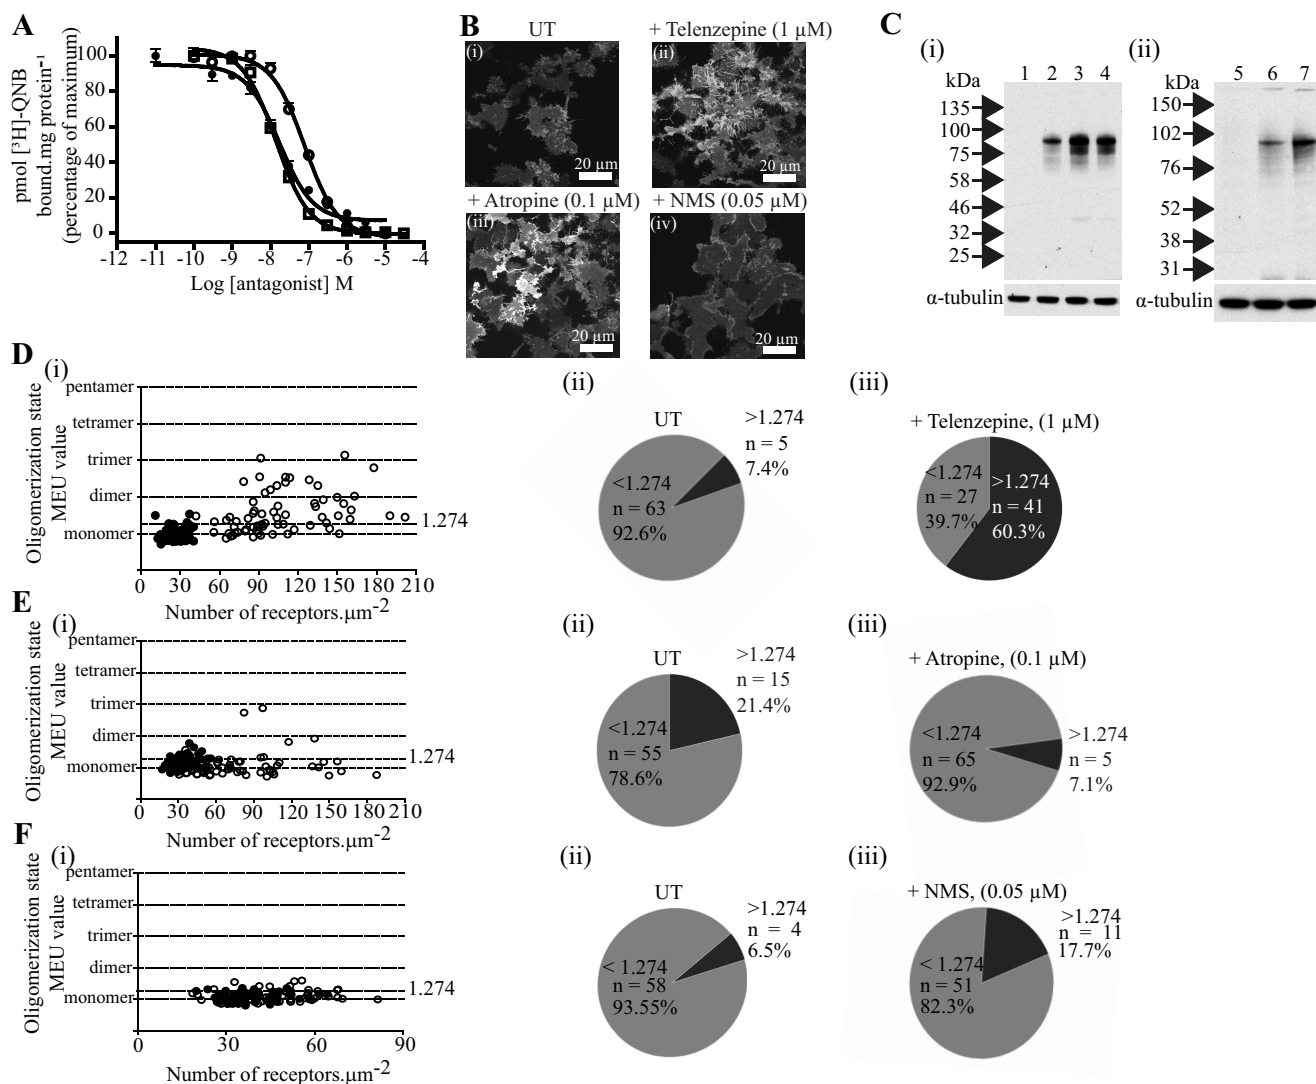 A
pmol [³H]-QNB
bound.mg protein⁻¹
(percentage of maximum)
100
80
60
40
20
0
-12 -11 -10 -9 -8 -7 -6 -5 -4
Log [antagonist] M
B
UT
+ Telenzepine (1 µM)
(i)
20 µm
(ii)
20 µm
+ Atropine (0.1 µM)
+ NMS (0.05 µM)
(iii)
20 µm
(iv)
20 µm
C
(i)
kDa
1 2 3 4
135
100
75
58
46
32
25
α-tubulin
(ii)
kDa
5 6 7
150
102
76
52
38
31
α-tubulin
D
(i)
Oligomerization state
MEU value
pentamer
tetramer
trimer
dimer
monomer
1.274
0 30 60 90 120 150 180 210
Number of receptors.µm⁻²
(ii)
UT
>1.274
n = 5
7.4%
<1.274
n = 63
92.6%
(iii)
+ Telenzepine, (1 µM)
<1.274
n = 27
39.7%
>1.274
n = 41
60.3%
E
(i)
Oligomerization state
MEU value
pentamer
tetramer
trimer
dimer
monomer
1.274
0 30 60 90 120 150 180 210
Number of receptors.µm⁻²
(ii)
UT
>1.274
n = 15
21.4%
<1.274
n = 55
78.6%
(iii)
+ Atropine, (0.1 µM)
<1.274
n = 65
92.9%
>1.274
n = 5
7.1%
F
(i)
Oligomerization state
MEU value
pentamer
tetramer
trimer
dimer
monomer
1.274
0 30 60 90
Number of receptors.µm⁻²
(ii)
UT
>1.274
n = 4
6.5%
< 1.274
n = 58
93.55%
(iii)
+ NMS, (0.05 µM)
>1.274
n = 11
17.7%
< 1.274
n = 51
82.3%